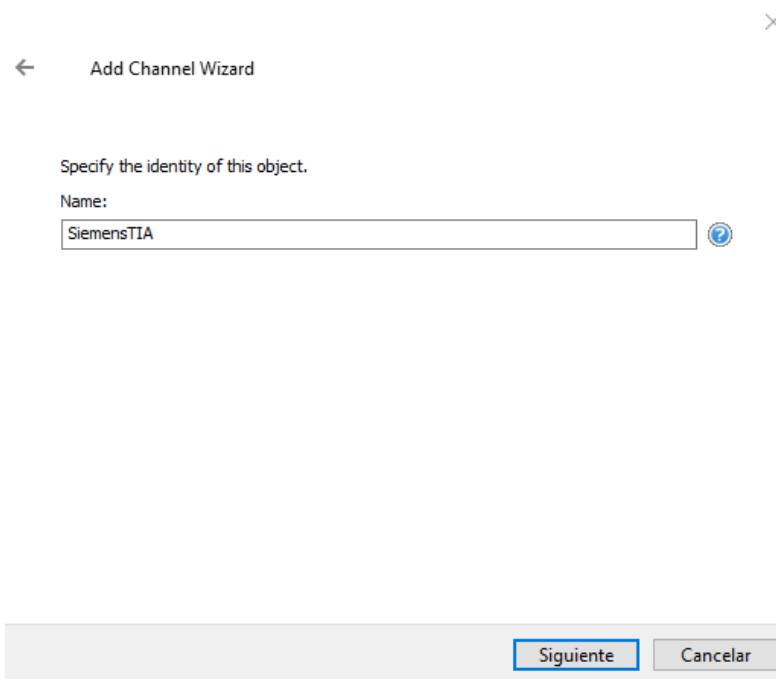 Add Channel Wizard
Specify the identity of this object.
Name:
SiemensTIA
Siguiente Cancelar